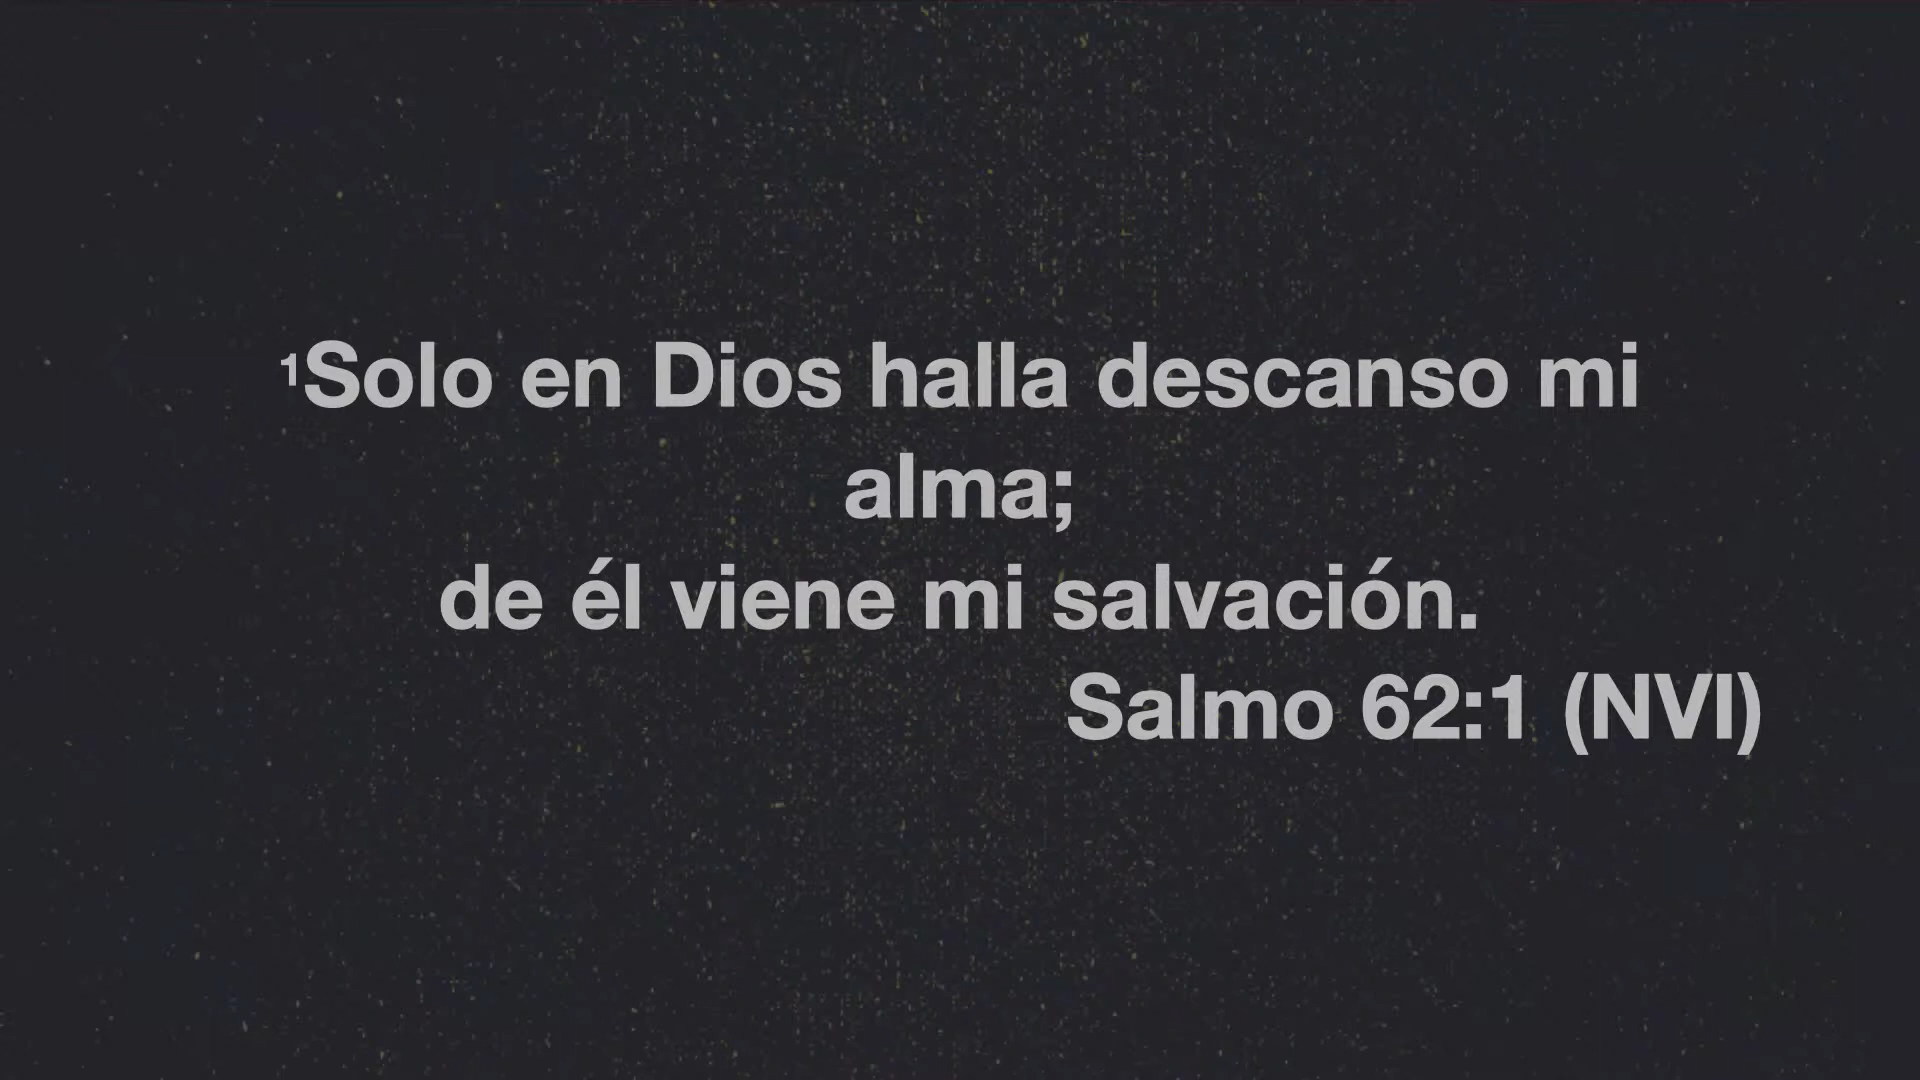 ¹Solo en Dios halla descanso mi
alma;
de él viene mi salvación.
Salmo 62:1 (NVI)